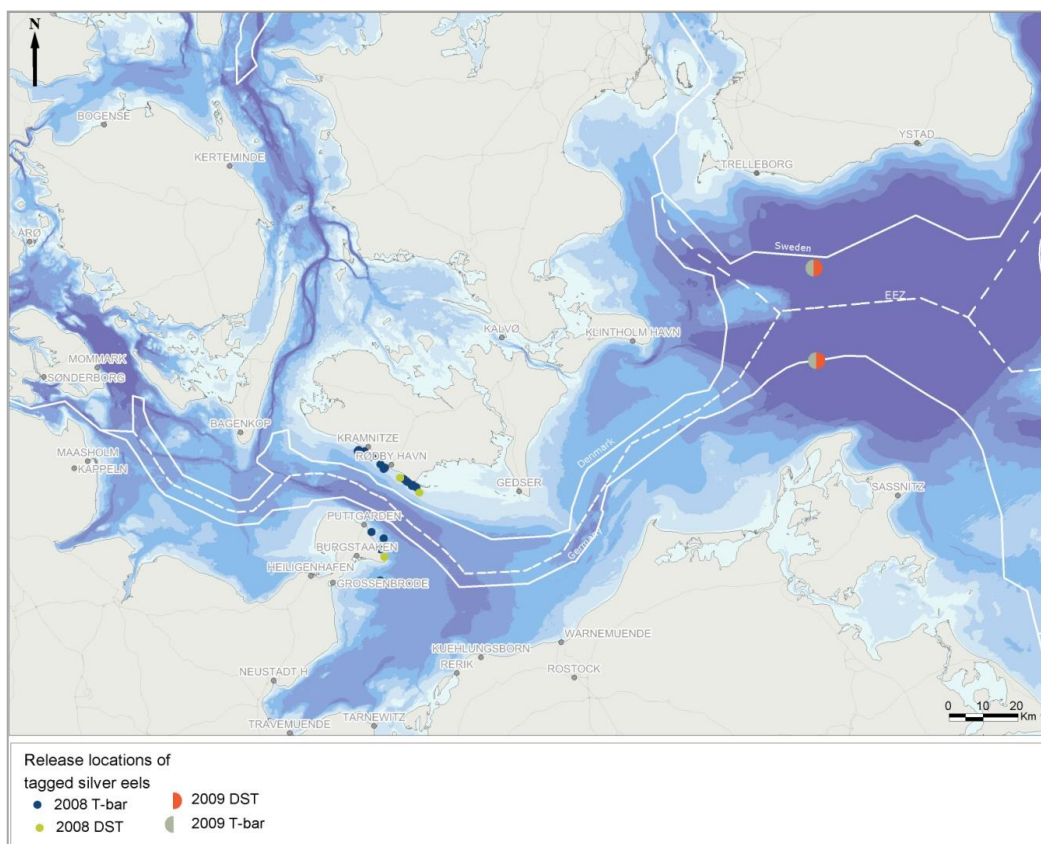 N
BOGENSE
KERTEMINDE
YSTAD
TRELLEBORG
ÅRØ
Sweden
EEZ
KALVØ
KLINTHOLM HAVN
MOMMARK
SØNDERBORG
BAGENKOP
KRAMNITZE
MAASHOLM
RØDBY HAVN
Denmark
KAPPELN
GEDSER
SASSNITZ
PUTTGARDEN
BURGSTAAKEN
Germany
HEILIGENHAFEN
GROSSENBRODE
WARNEMUENDE
KUEHLUNGSBORN
RERIK
ROSTOCK
NEUSTADT H
TARNEWITZ
TRAVEMUENDE
0 10 20
Km
Release locations of
tagged silver eels
2008 T-bar
2008 DST
2009 DST
2009 T-bar